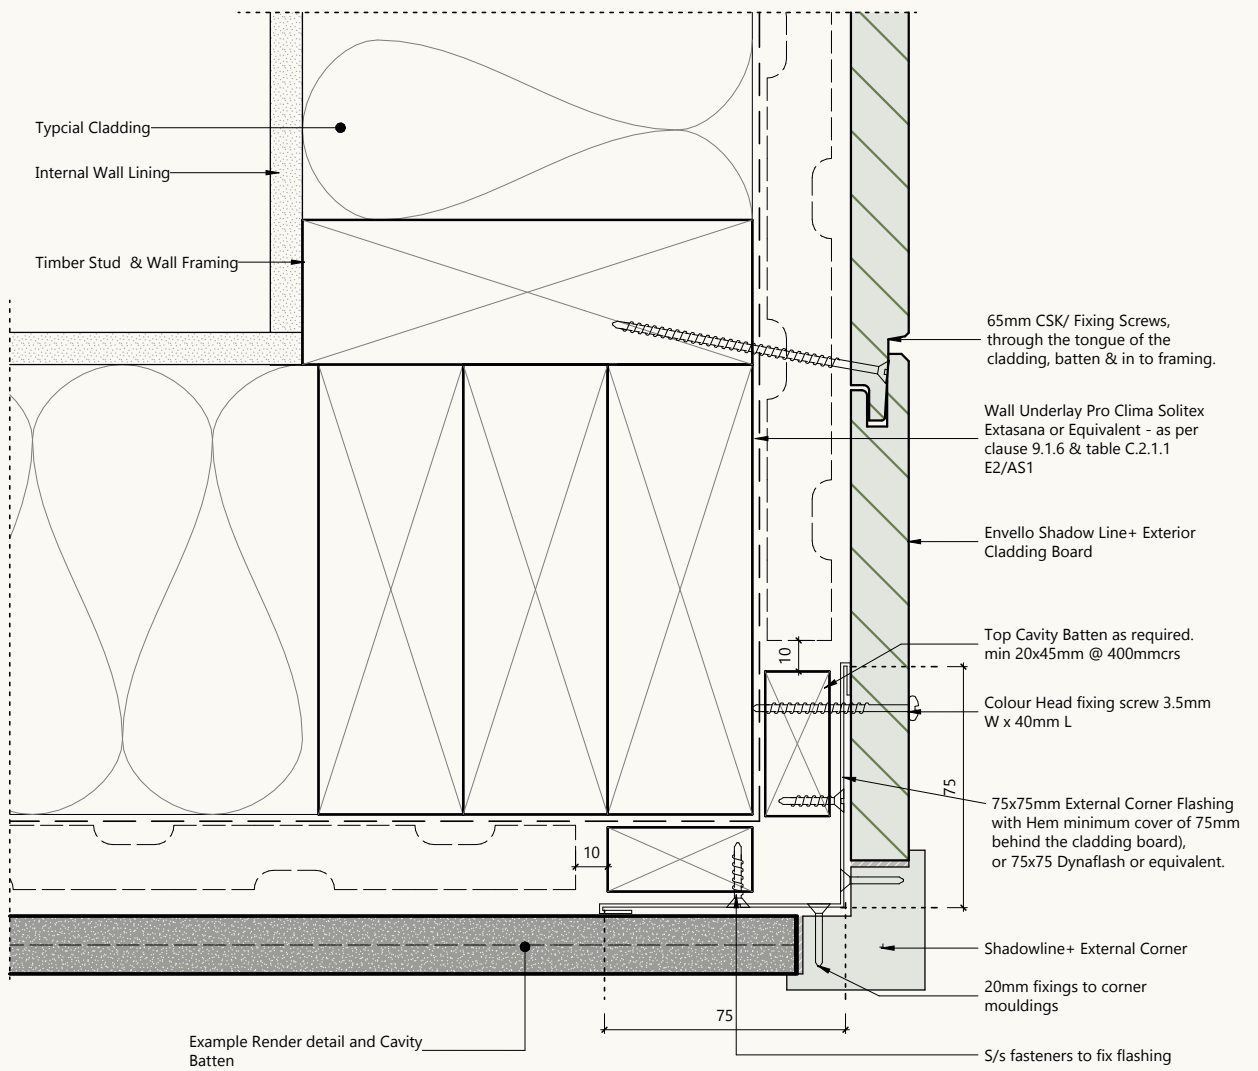 Typcial Cladding
Internal Wall Lining
Timber Stud & Wall Framing
65mm CSK/ Fixing Screws,
through the tongue of the
cladding, batten & in to framing.
Wall Underlay Pro Clima Solitex
Extasana or Equivalent - as per
clause 9.1.6 & table C.2.1.1
E2/AS1
Envello Shadow Line+ Exterior
Cladding Board
Top Cavity Batten as required.
min 20x45mm @ 400mmcrs
10
Colour Head fixing screw 3.5mm
W x 40mm L
75
75x75mm External Corner Flashing
with Hem minimum cover of 75mm
behind the cladding board),
or 75x75 Dynaflash or equivalent.
10
Shadowline+ External Corner
20mm fixings to corner
mouldings
75
Example Render detail and Cavity
Batten
S/s fasteners to fix flashing